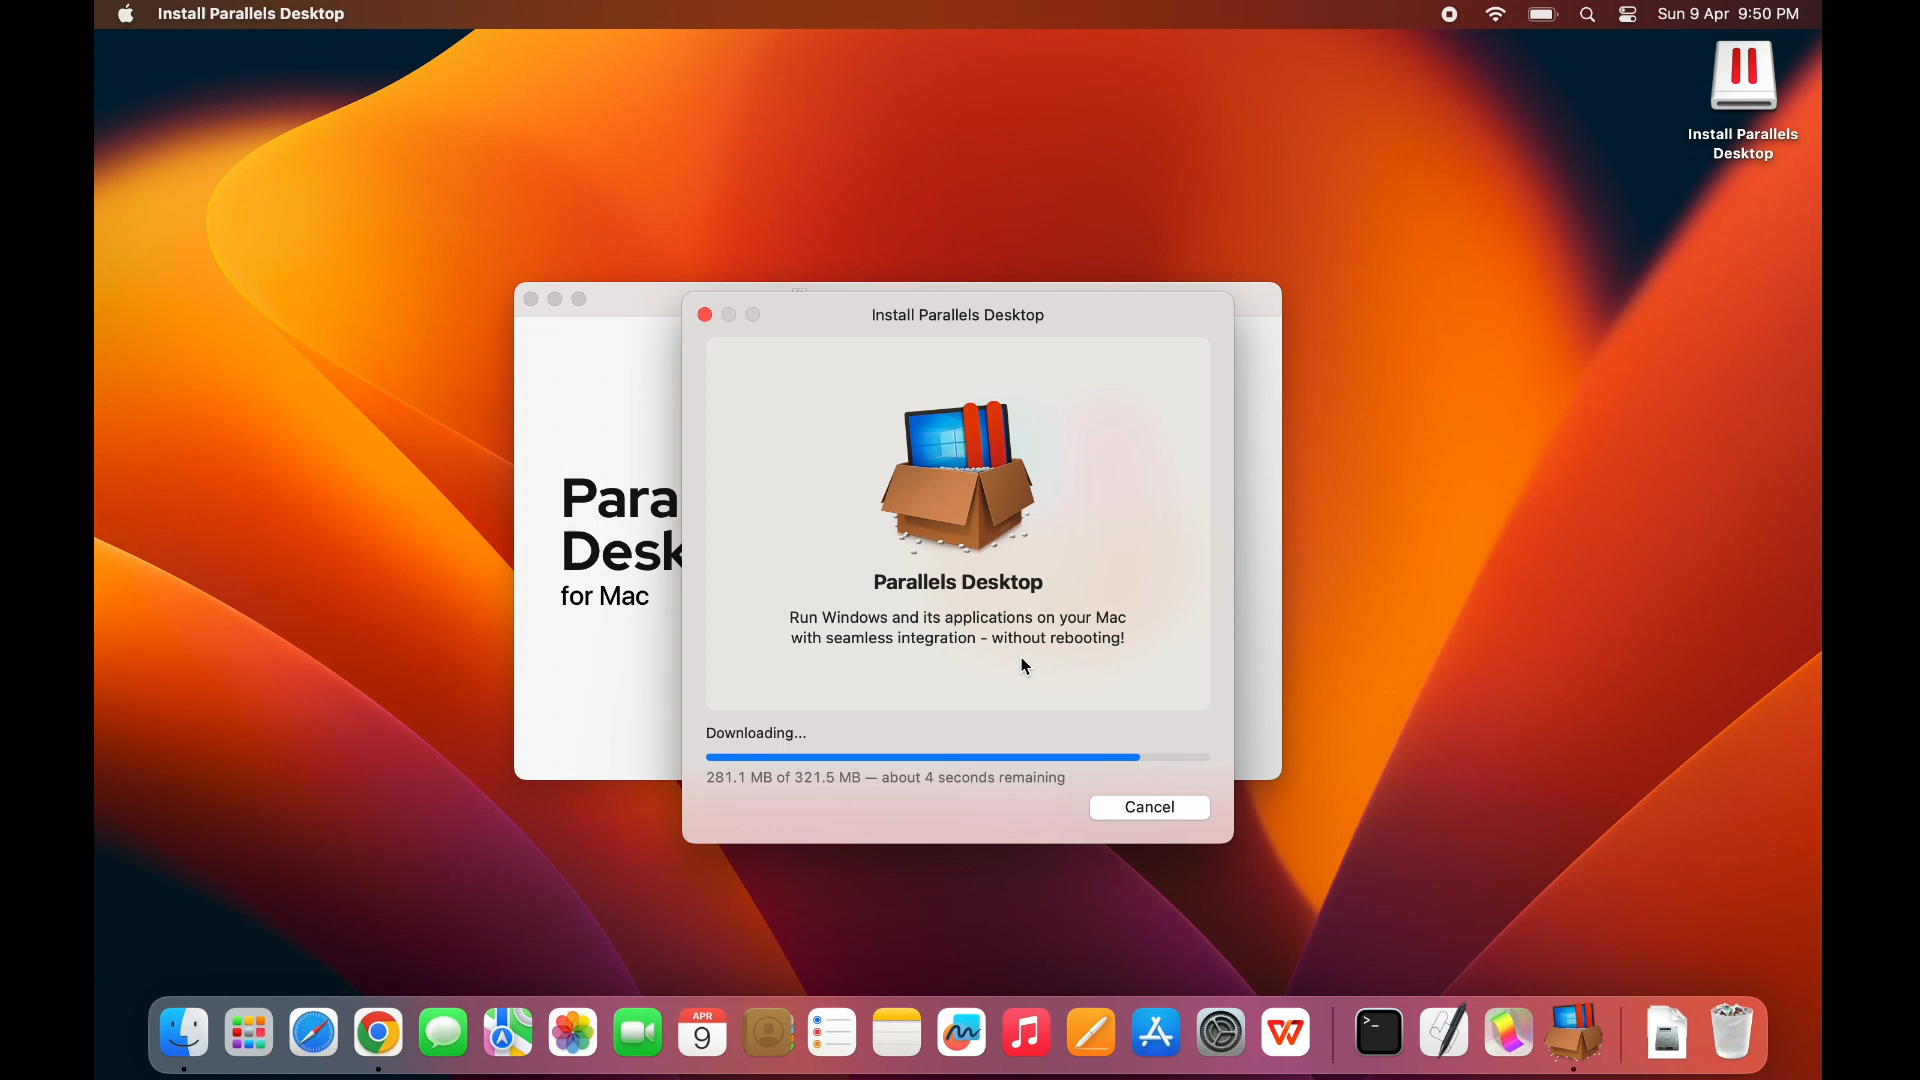 Install Parallels Desktop
Sun 9 Apr 9:50 PM
Install Parallels
Desktop
Install Parallels Desktop
Para
Desk
for Mac
Parallels Desktop
Run Windows and its applications on your Mac
with seamless integration - without rebooting!
Downloading...
281.1 MB of 321.5 MB — about 4 seconds remaining
Cancel
APR
9
>_